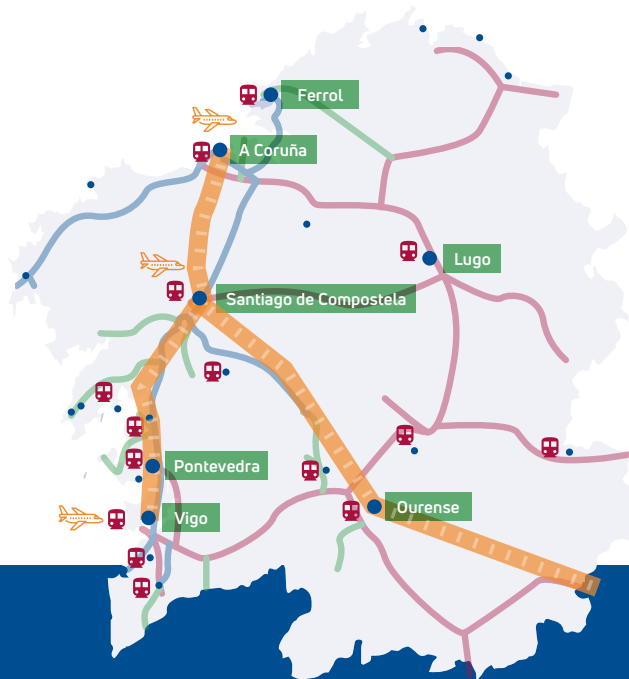 Ferrol
A Coruña
Lugo
Santiago de Compostela
Pontevedra
Ourense
Vigo